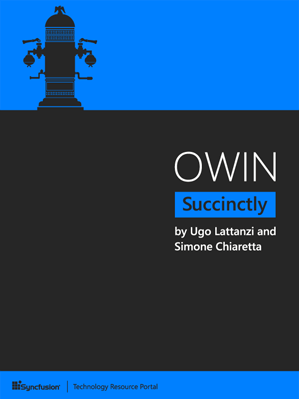 OWIN
Succinctly
by Ugo Lattanzi and
Simone Chiaretta
Syncfusion | Technology Resource Portal